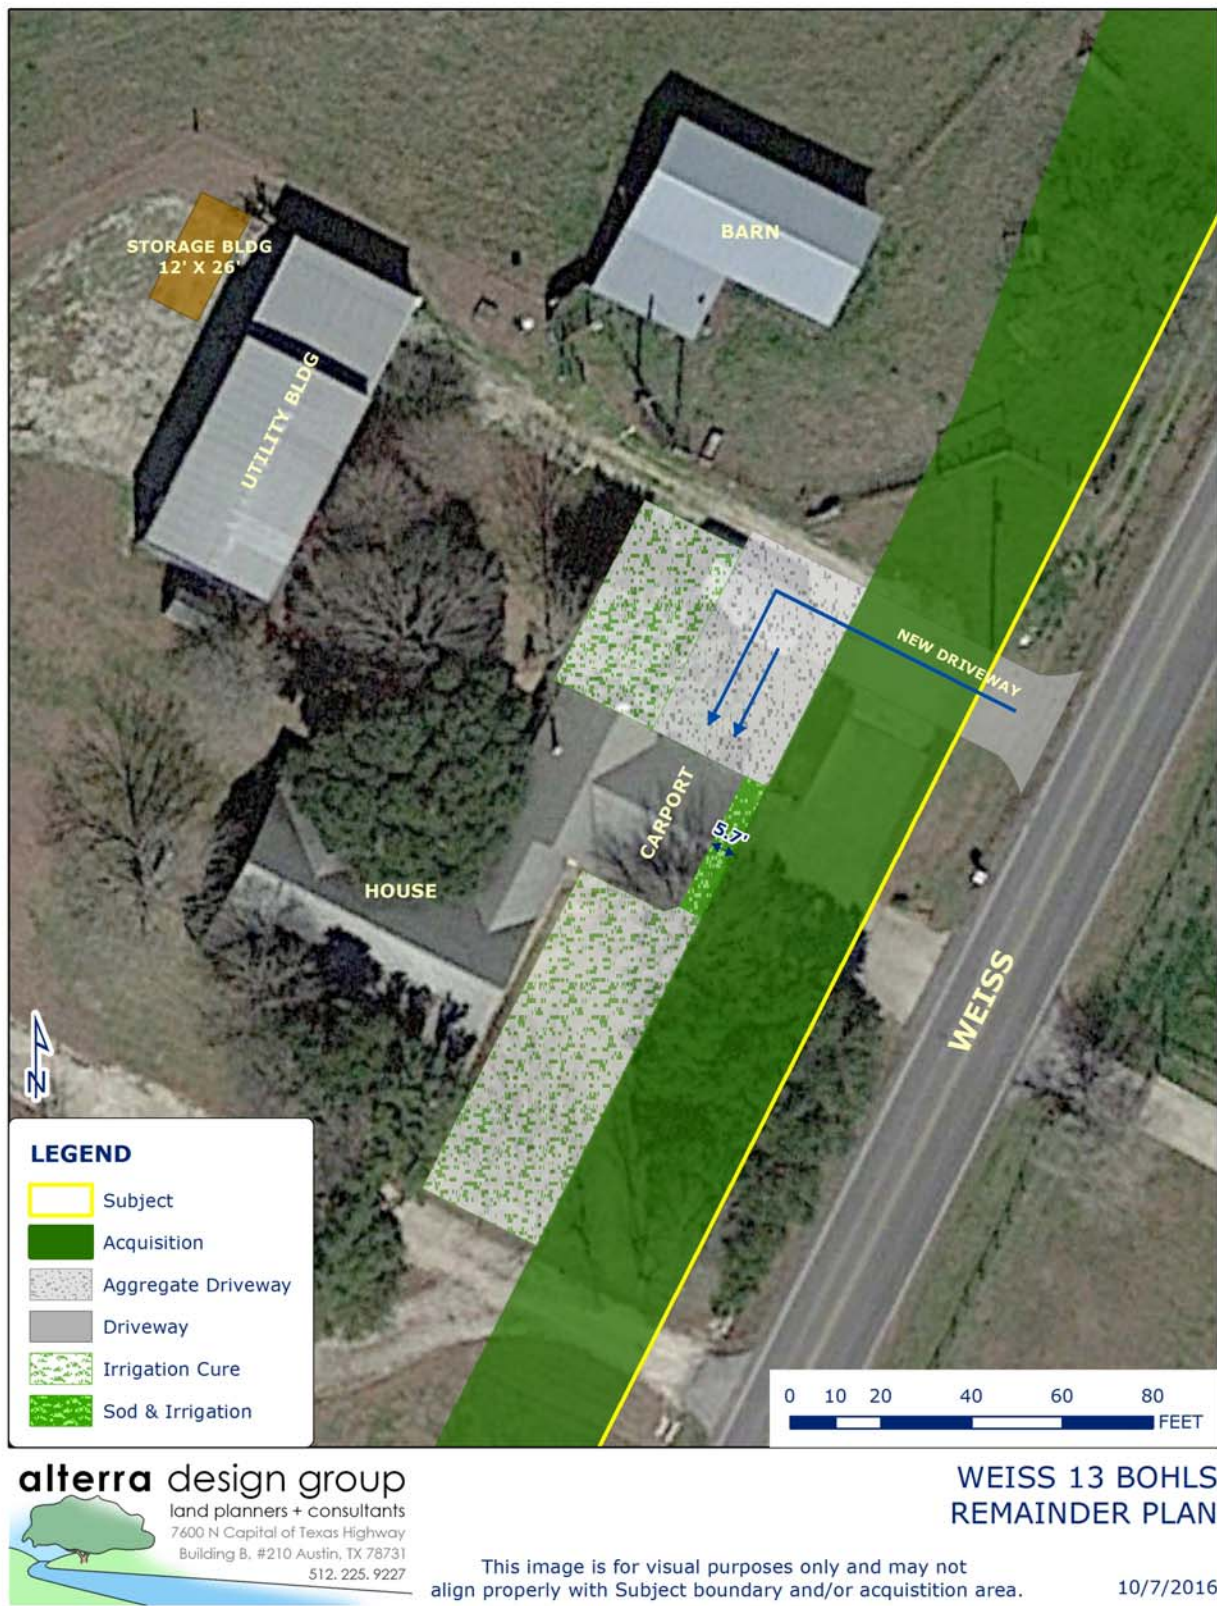 BARN
STORAGE BLDG
12' X 26'
UTILITY BLDG
NEW DRIVEWAY
CARPORT
5.7'
HOUSE
WEISS
N
LEGEND
Subject
Acquisition
Aggregate Driveway
Driveway
Irrigation Cure
Sod & Irrigation
0 10 20 40 60 80
FEET
alterra design group
land planners + consultants
7600 N Capital of Texas Highway
Building B, #210 Austin, TX 78731
512. 225. 9227
WEISS 13 BOHLS
REMAINDER PLAN
This image is for visual purposes only and may not
align properly with Subject boundary and/or acquistition area.
10/7/2016